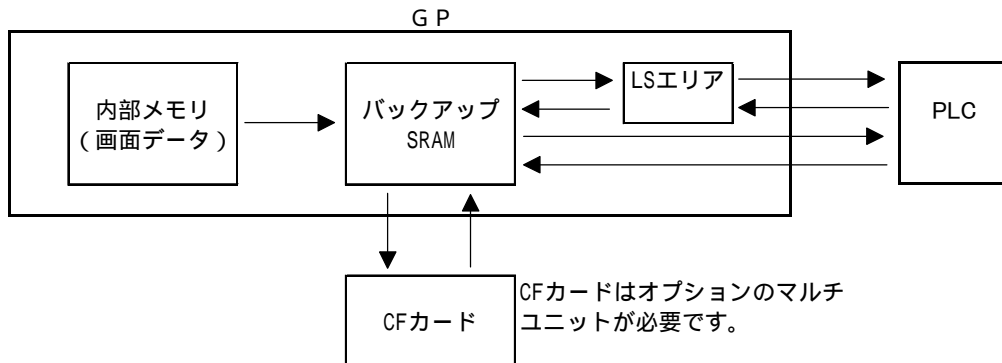 ＧＰ
内部メモリ
(画面データ)
バックアップ
SRAM
LSエリア
PLC
CFカード
CFカードはオプションのマルチ
ユニットが必要です。